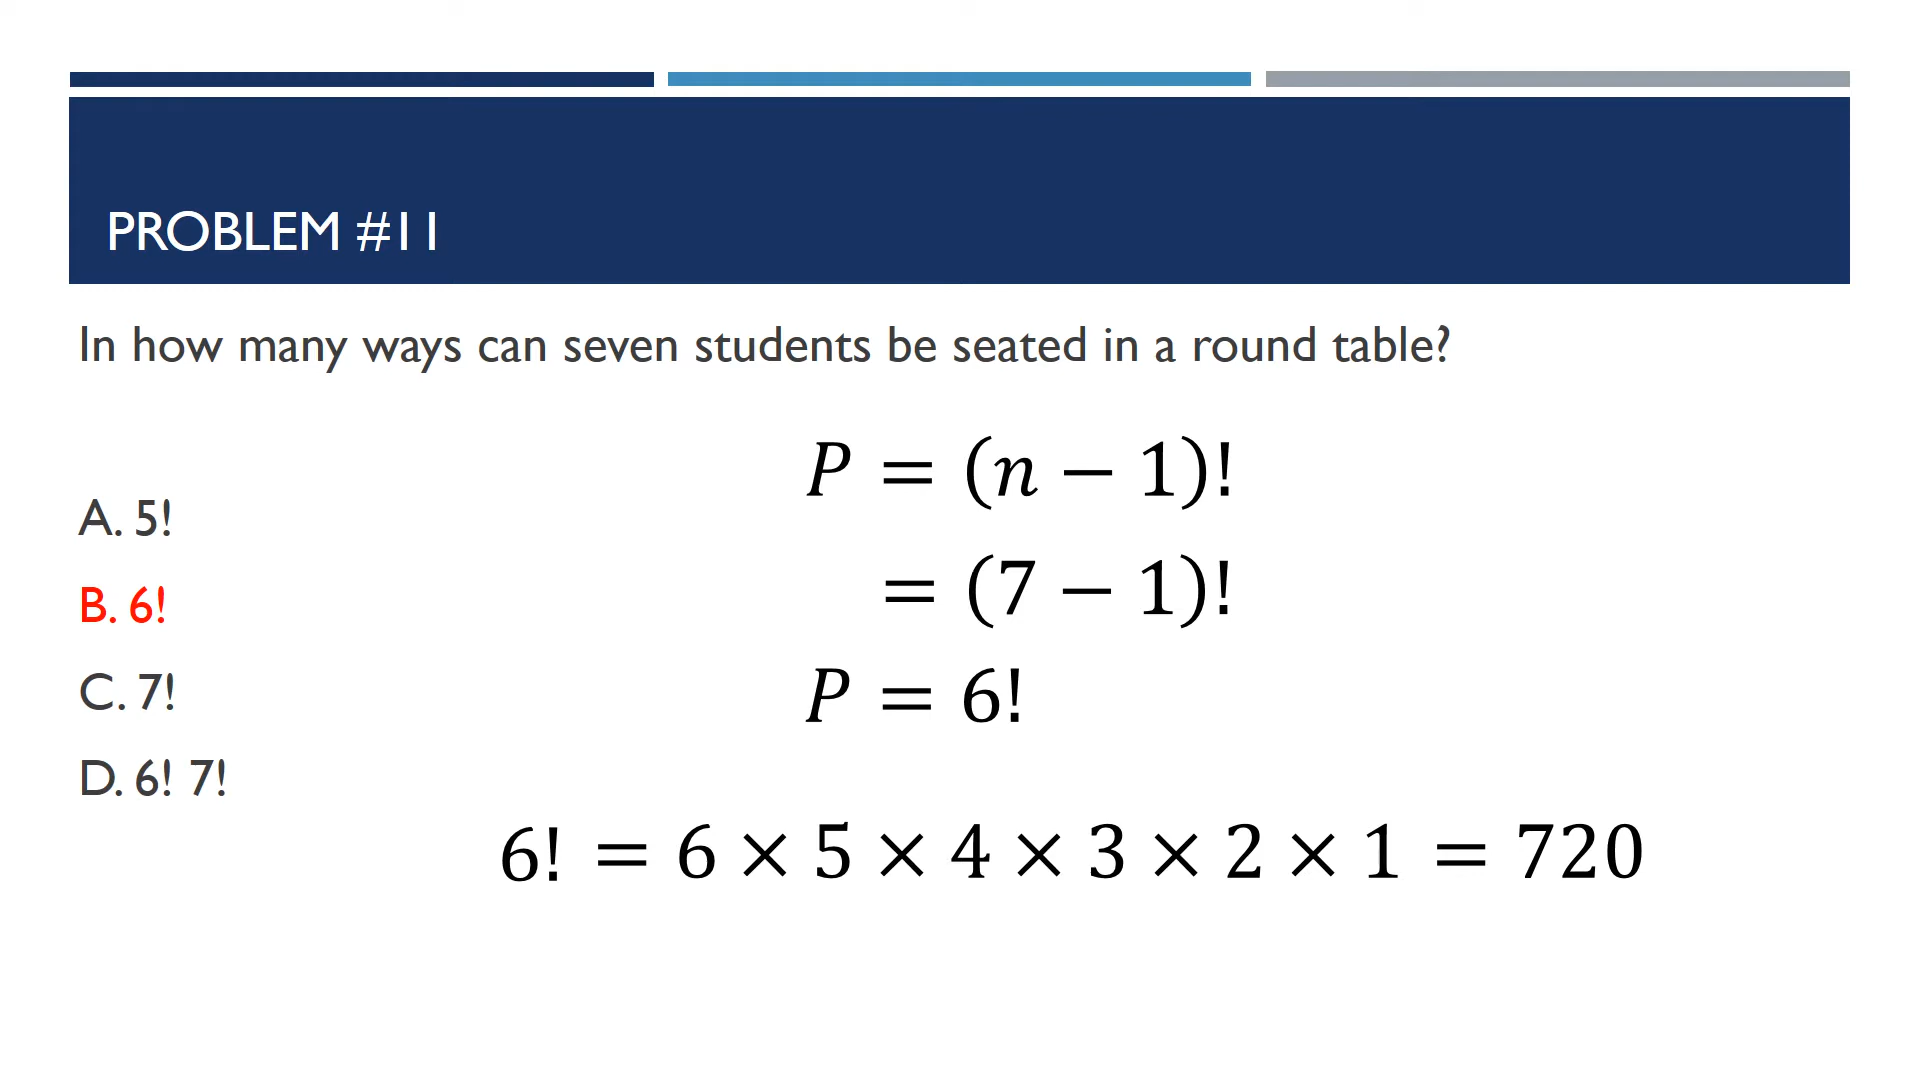 PROBLEM #11
In how many ways can seven students be seated in a round table?
A. 5!
B. 6!
C. 7!
D. 6! 7!
P = (n − 1)!
= (7 − 1)!
P = 6!
6! = 6 × 5 × 4 × 3 × 2 × 1 = 720